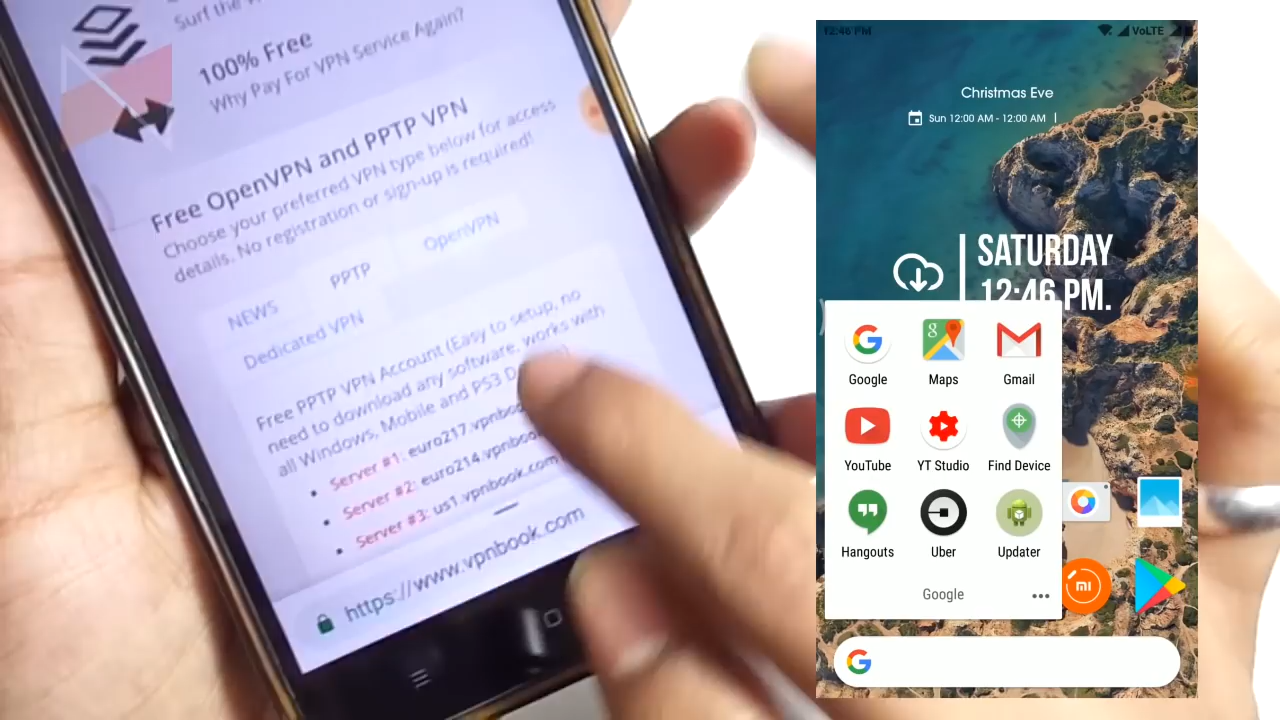 Surf the
100% Free
Why Pay For VPN Service Again?
Free OpenVPN and PPTP VPN
Choose your preferred VPN type below for access
details. No registration or sign-up is required!
NEWS
PPTP
OpenVPN
Dedicated VPN
Free PPTP VPN Account (Easy to setup, no
need to download any software, works with
all Windows, Mobile and PS3
Server #1: euro217.vpnbo
Server #2: euro214.vpnboo
Server #3: us1.vpnbook.com
https://www.vpnbook.com
12:46 PM
VoLTE
Christmas Eve
Sun 12:00 AM - 12:00 AM
SATURDAY
12:46 PM.
Google
Maps
Gmail
YouTube
YT Studio
Find Device
Hangouts
Uber
Updater
Google
mi